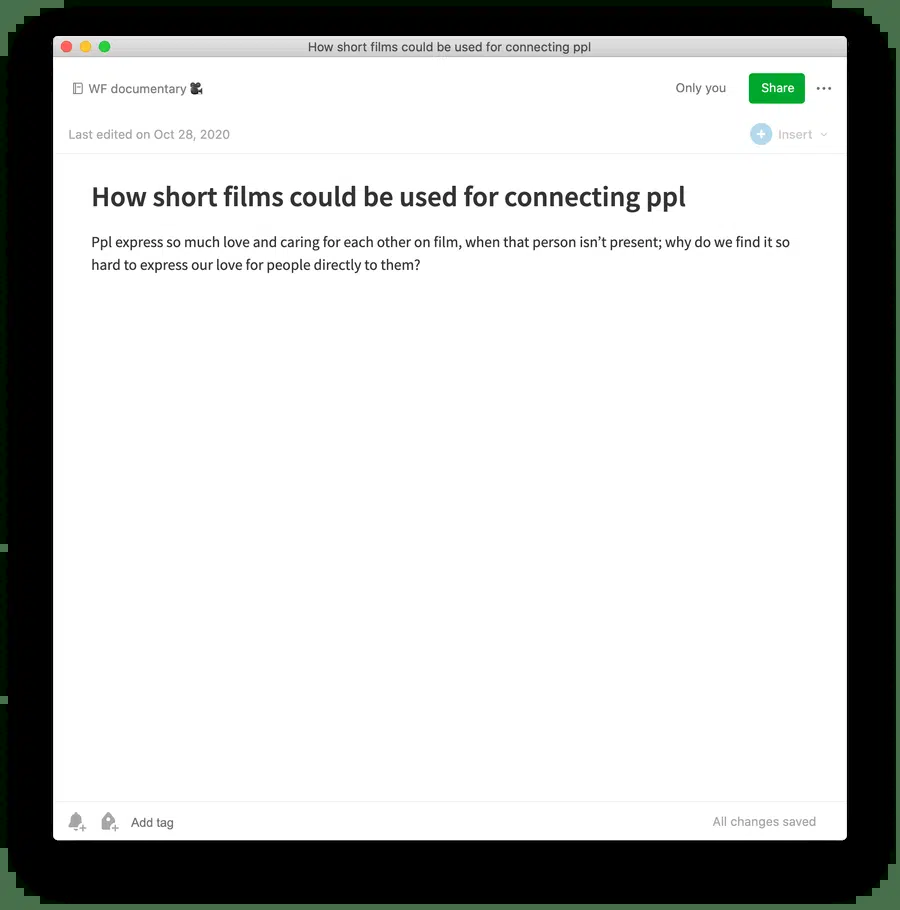 How short films could be used for connecting ppl
WF documentary 🎥
Only you
Share
Last edited on Oct 28, 2020
Insert
How short films could be used for connecting ppl
Ppl express so much love and caring for each other on film, when that person isn’t present; why do we find it so
hard to express our love for people directly to them?
Add tag
All changes saved